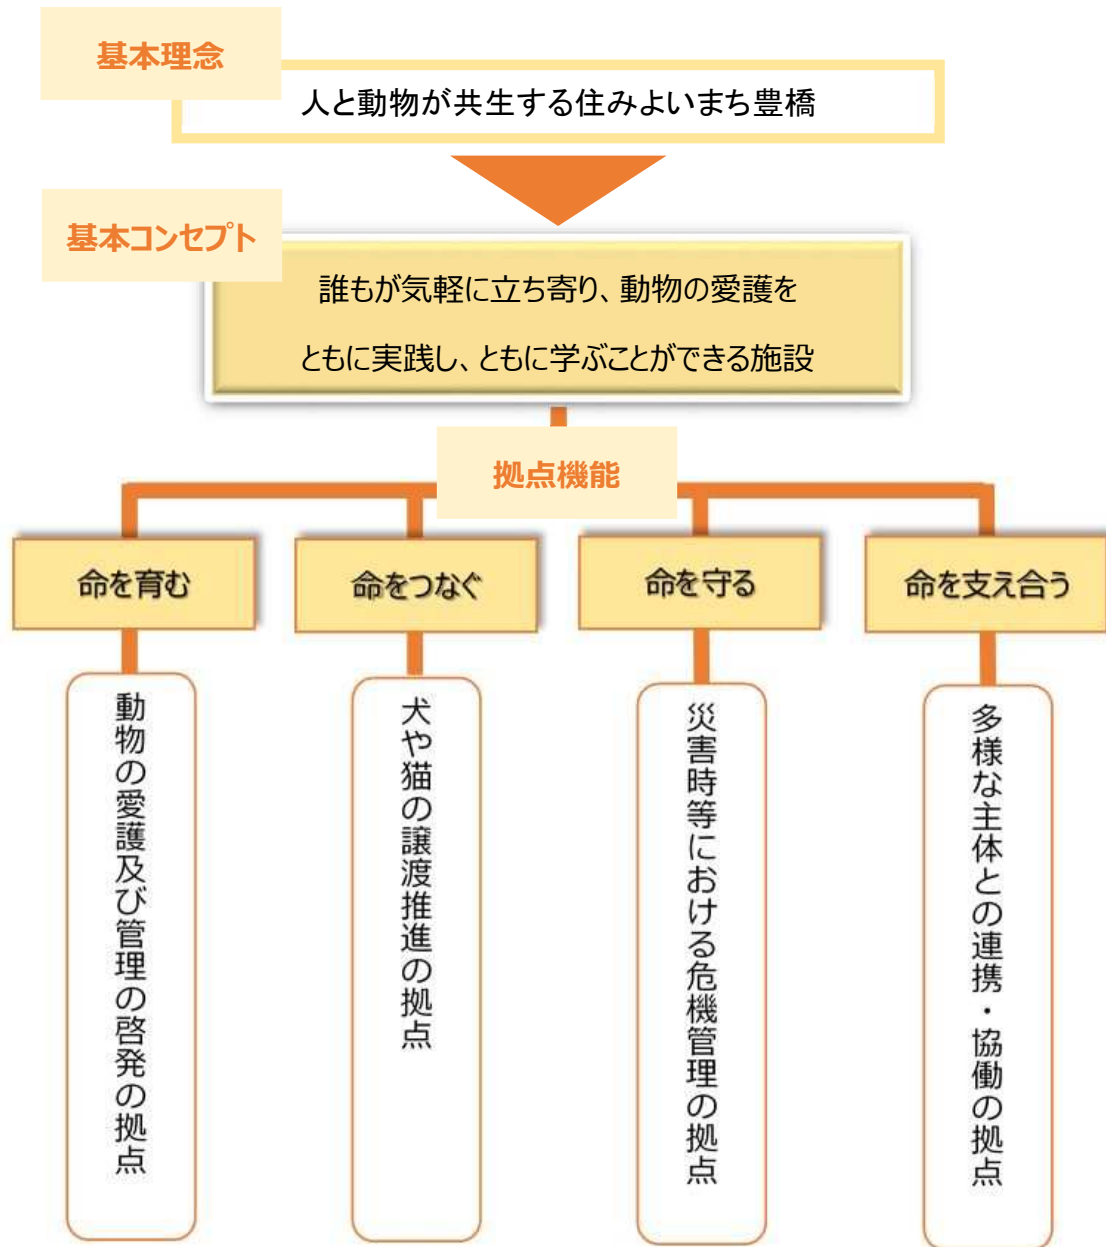 基本理念
人と動物が共生する住みよいまち豊橋
基本コンセプト
誰もが気軽に立ち寄り、動物の愛護を
ともに実践し、ともに学ぶことができる施設
拠点機能
命を育む
命をつなぐ
命を守る
命を支え合う
動物の愛護及び管理の啓発の拠点
犬や猫の譲渡推進の拠点
災害時等における危機管理の拠点
多様な主体との連携・協働の拠点